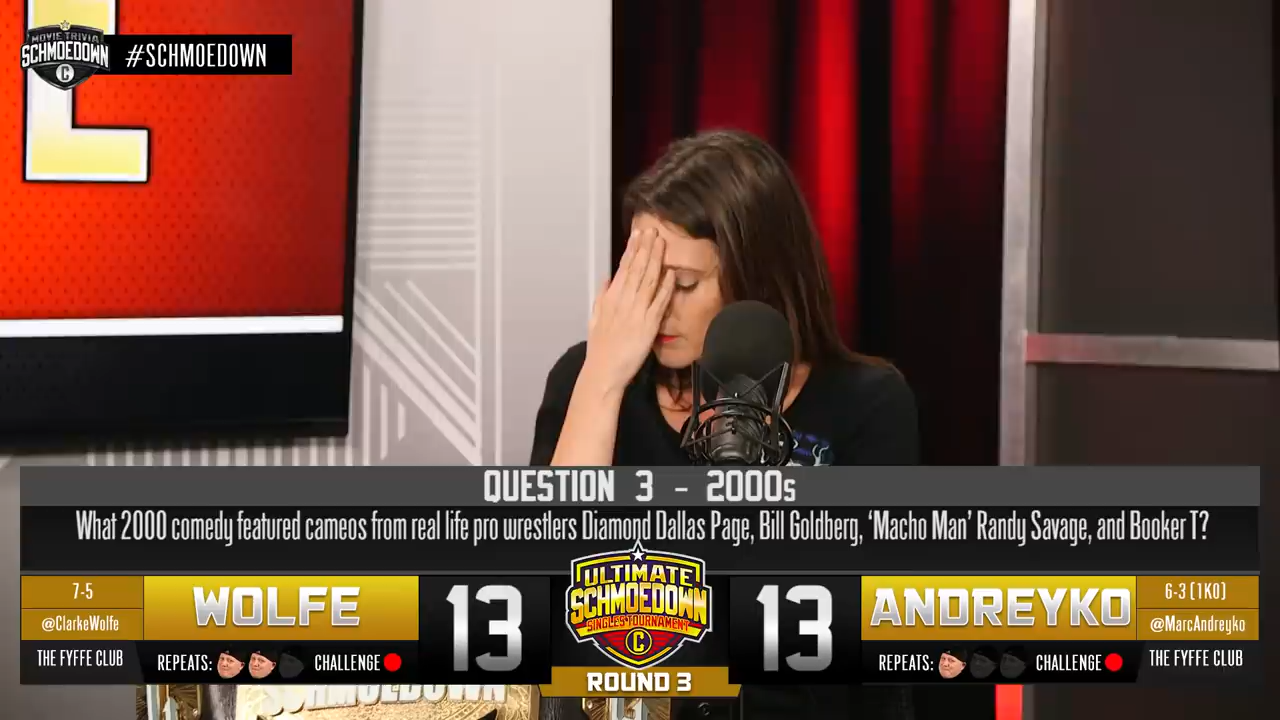 MOVIE TRIVIA
SCHMOEDOWN
C
#SCHMOEDOWN
E
QUESTION 3 - 2000s
What 2000 comedy featured cameos from real life pro wrestlers Diamond Dallas Page, Bill Goldberg, ‘Macho Man’ Randy Savage, and Booker T?
7-5
@ClarkeWolfe
THE FYFFE CLUB
WOLFE
13
REPEATS:
CHALLENGE
ULTIMATE
SCHMOEDOWN
SINGLES TOURNAMENT
C
ROUND 3
13
ANDREYKO
6-3 (1KO)
@MarcAndreyko
THE FYFFE CLUB
REPEATS:
CHALLENGE
SCHMOEDOWN